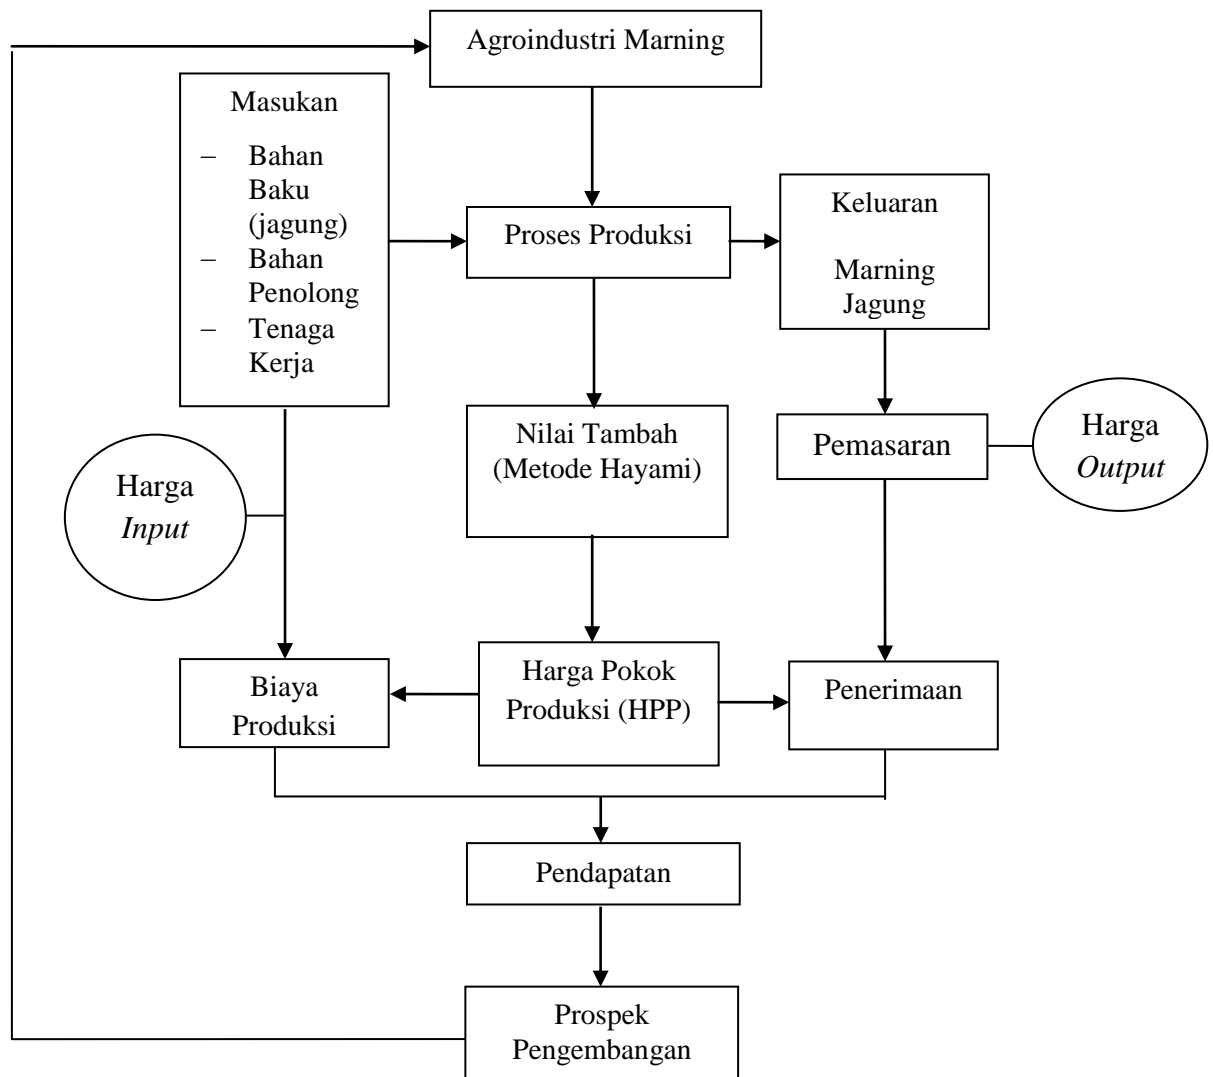 Agroindustri Marning
Masukan
– Bahan
Baku
(jagung)
– Bahan
Penolong
– Tenaga
Kerja
Proses Produksi
Keluaran
Marning
Jagung
Nilai Tambah
(Metode Hayami)
Pemasaran
Harga
Output
Harga
Input
Biaya
Produksi
Harga Pokok
Produksi (HPP)
Penerimaan
Pendapatan
Prospek
Pengembangan